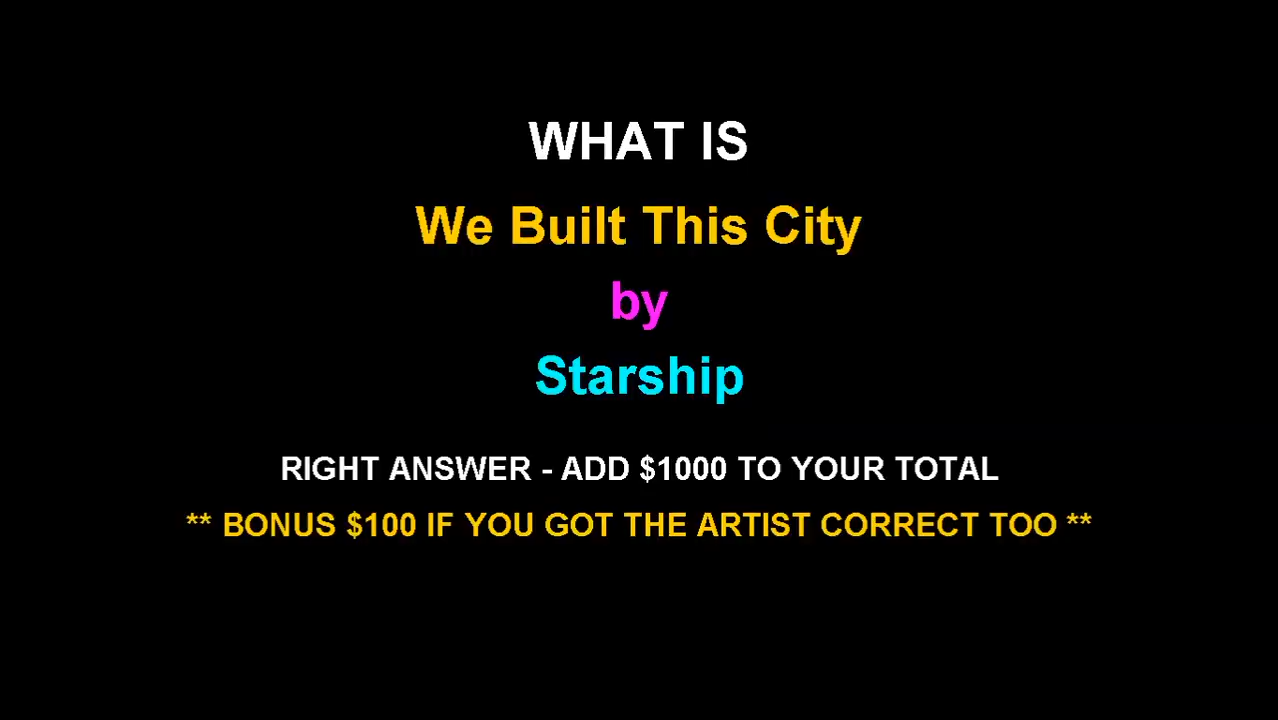 WHAT IS
We Built This City
by
Starship
RIGHT ANSWER - ADD $1000 TO YOUR TOTAL
** BONUS $100 IF YOU GOT THE ARTIST CORRECT TOO **